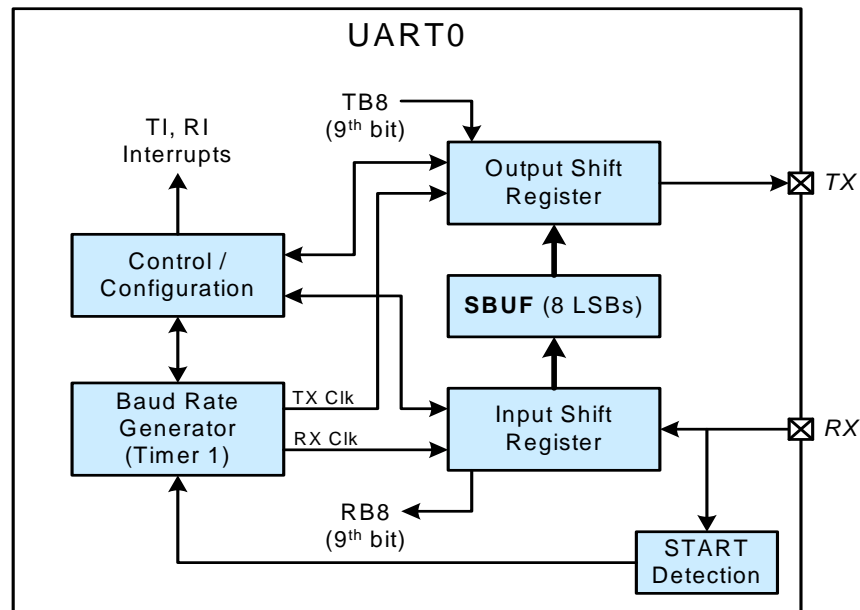 UART0
TB8
(9th bit)
TI, RI
Interrupts
Output Shift
Register
TX
Control /
Configuration
SBUF (8 LSBs)
TX Clk
Baud Rate
Generator
(Timer 1)
RX Clk
Input Shift
Register
RX
RB8
(9th bit)
START
Detection